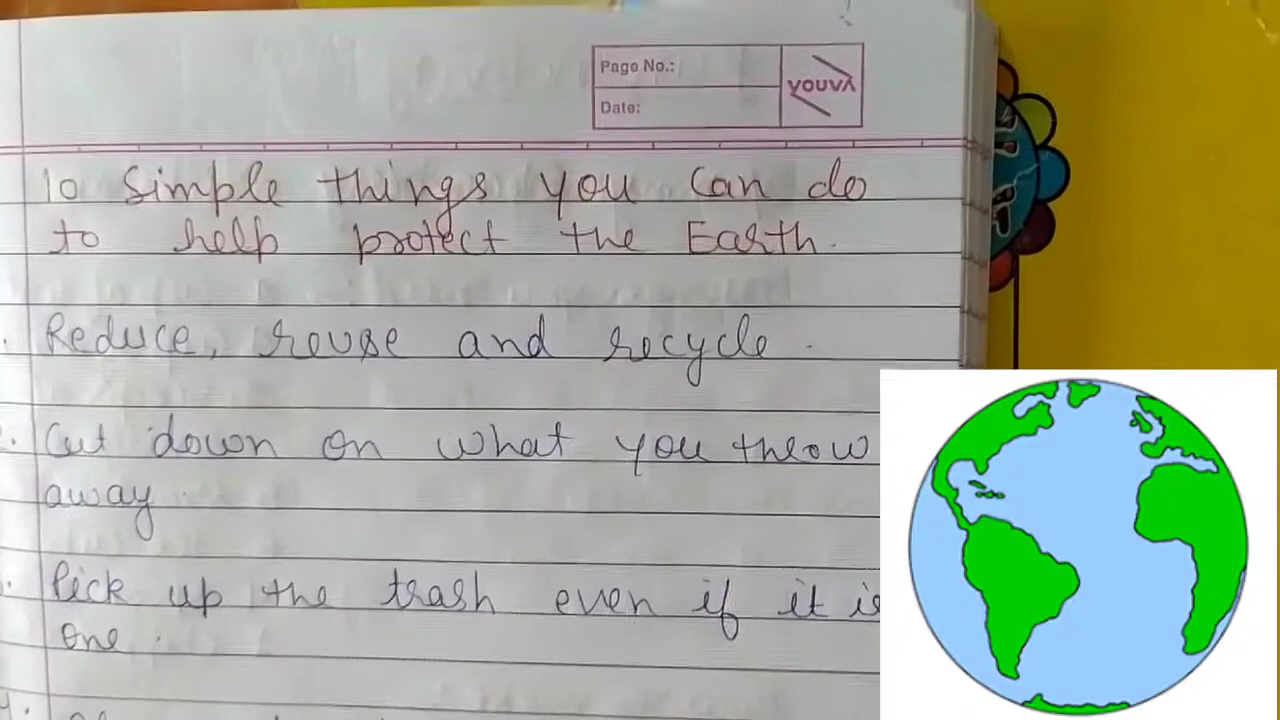 Page No.:
Date:
YOUVA
10 Simple things you can do
to help protect the Earth.
Reduce, reuse and recycle.
Cut down on what you throw
away.
Pick up the trash even if it is
one.
4.